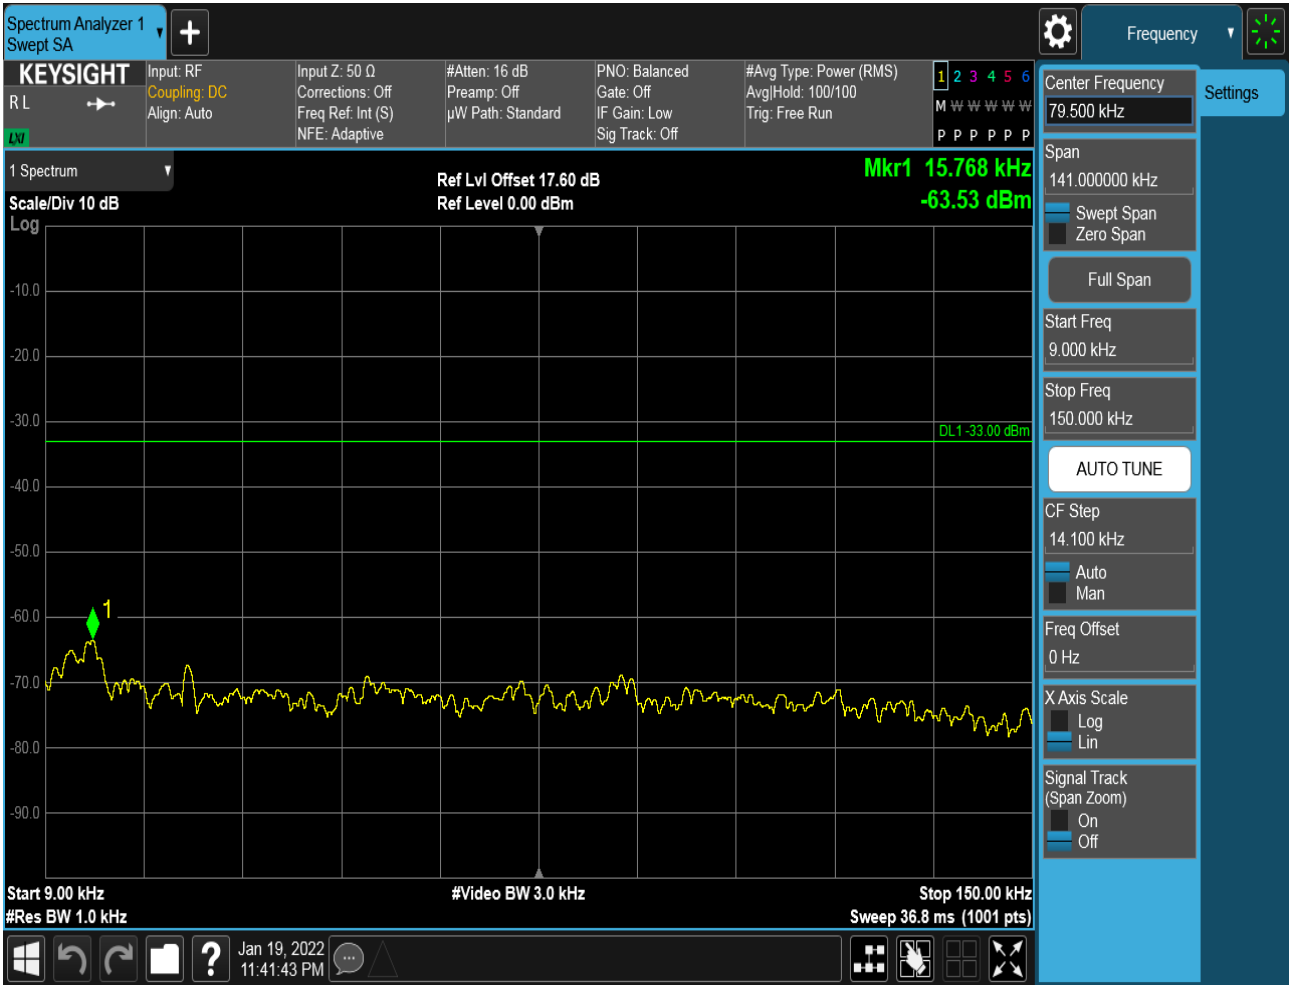 Spectrum Analyzer 1
Swept SA
Frequency
KEYSIGHT
R L
LXI
Input: RF
Coupling: DC
Align: Auto
Input Z: 50 Ω
Corrections: Off
Freq Ref: Int (S)
NFE: Adaptive
#Atten: 16 dB
Preamp: Off
µW Path: Standard
PNO: Balanced
Gate: Off
IF Gain: Low
Sig Track: Off
#Avg Type: Power (RMS)
Avg|Hold: 100/100
Trig: Free Run
1 2 3 4 5 6
M W W W W W
P P P P P P
1 Spectrum
Scale/Div 10 dB
Log
Ref Lvl Offset 17.60 dB
Ref Level 0.00 dBm
Mkr1 15.768 kHz
-63.53 dBm
-10.0
-20.0
-30.0
DL1 -33.00 dBm
-40.0
-50.0
-60.0
1
-70.0
-80.0
-90.0
Start 9.00 kHz
#Res BW 1.0 kHz
#Video BW 3.0 kHz
Stop 150.00 kHz
Sweep 36.8 ms (1001 pts)
Center Frequency
79.500 kHz
Settings
Span
141.000000 kHz
Swept Span
Zero Span
Full Span
Start Freq
9.000 kHz
Stop Freq
150.000 kHz
AUTO TUNE
CF Step
14.100 kHz
Auto
Man
Freq Offset
0 Hz
X Axis Scale
Log
Lin
Signal Track
(Span Zoom)
On
Off
?
Jan 19, 2022
11:41:43 PM